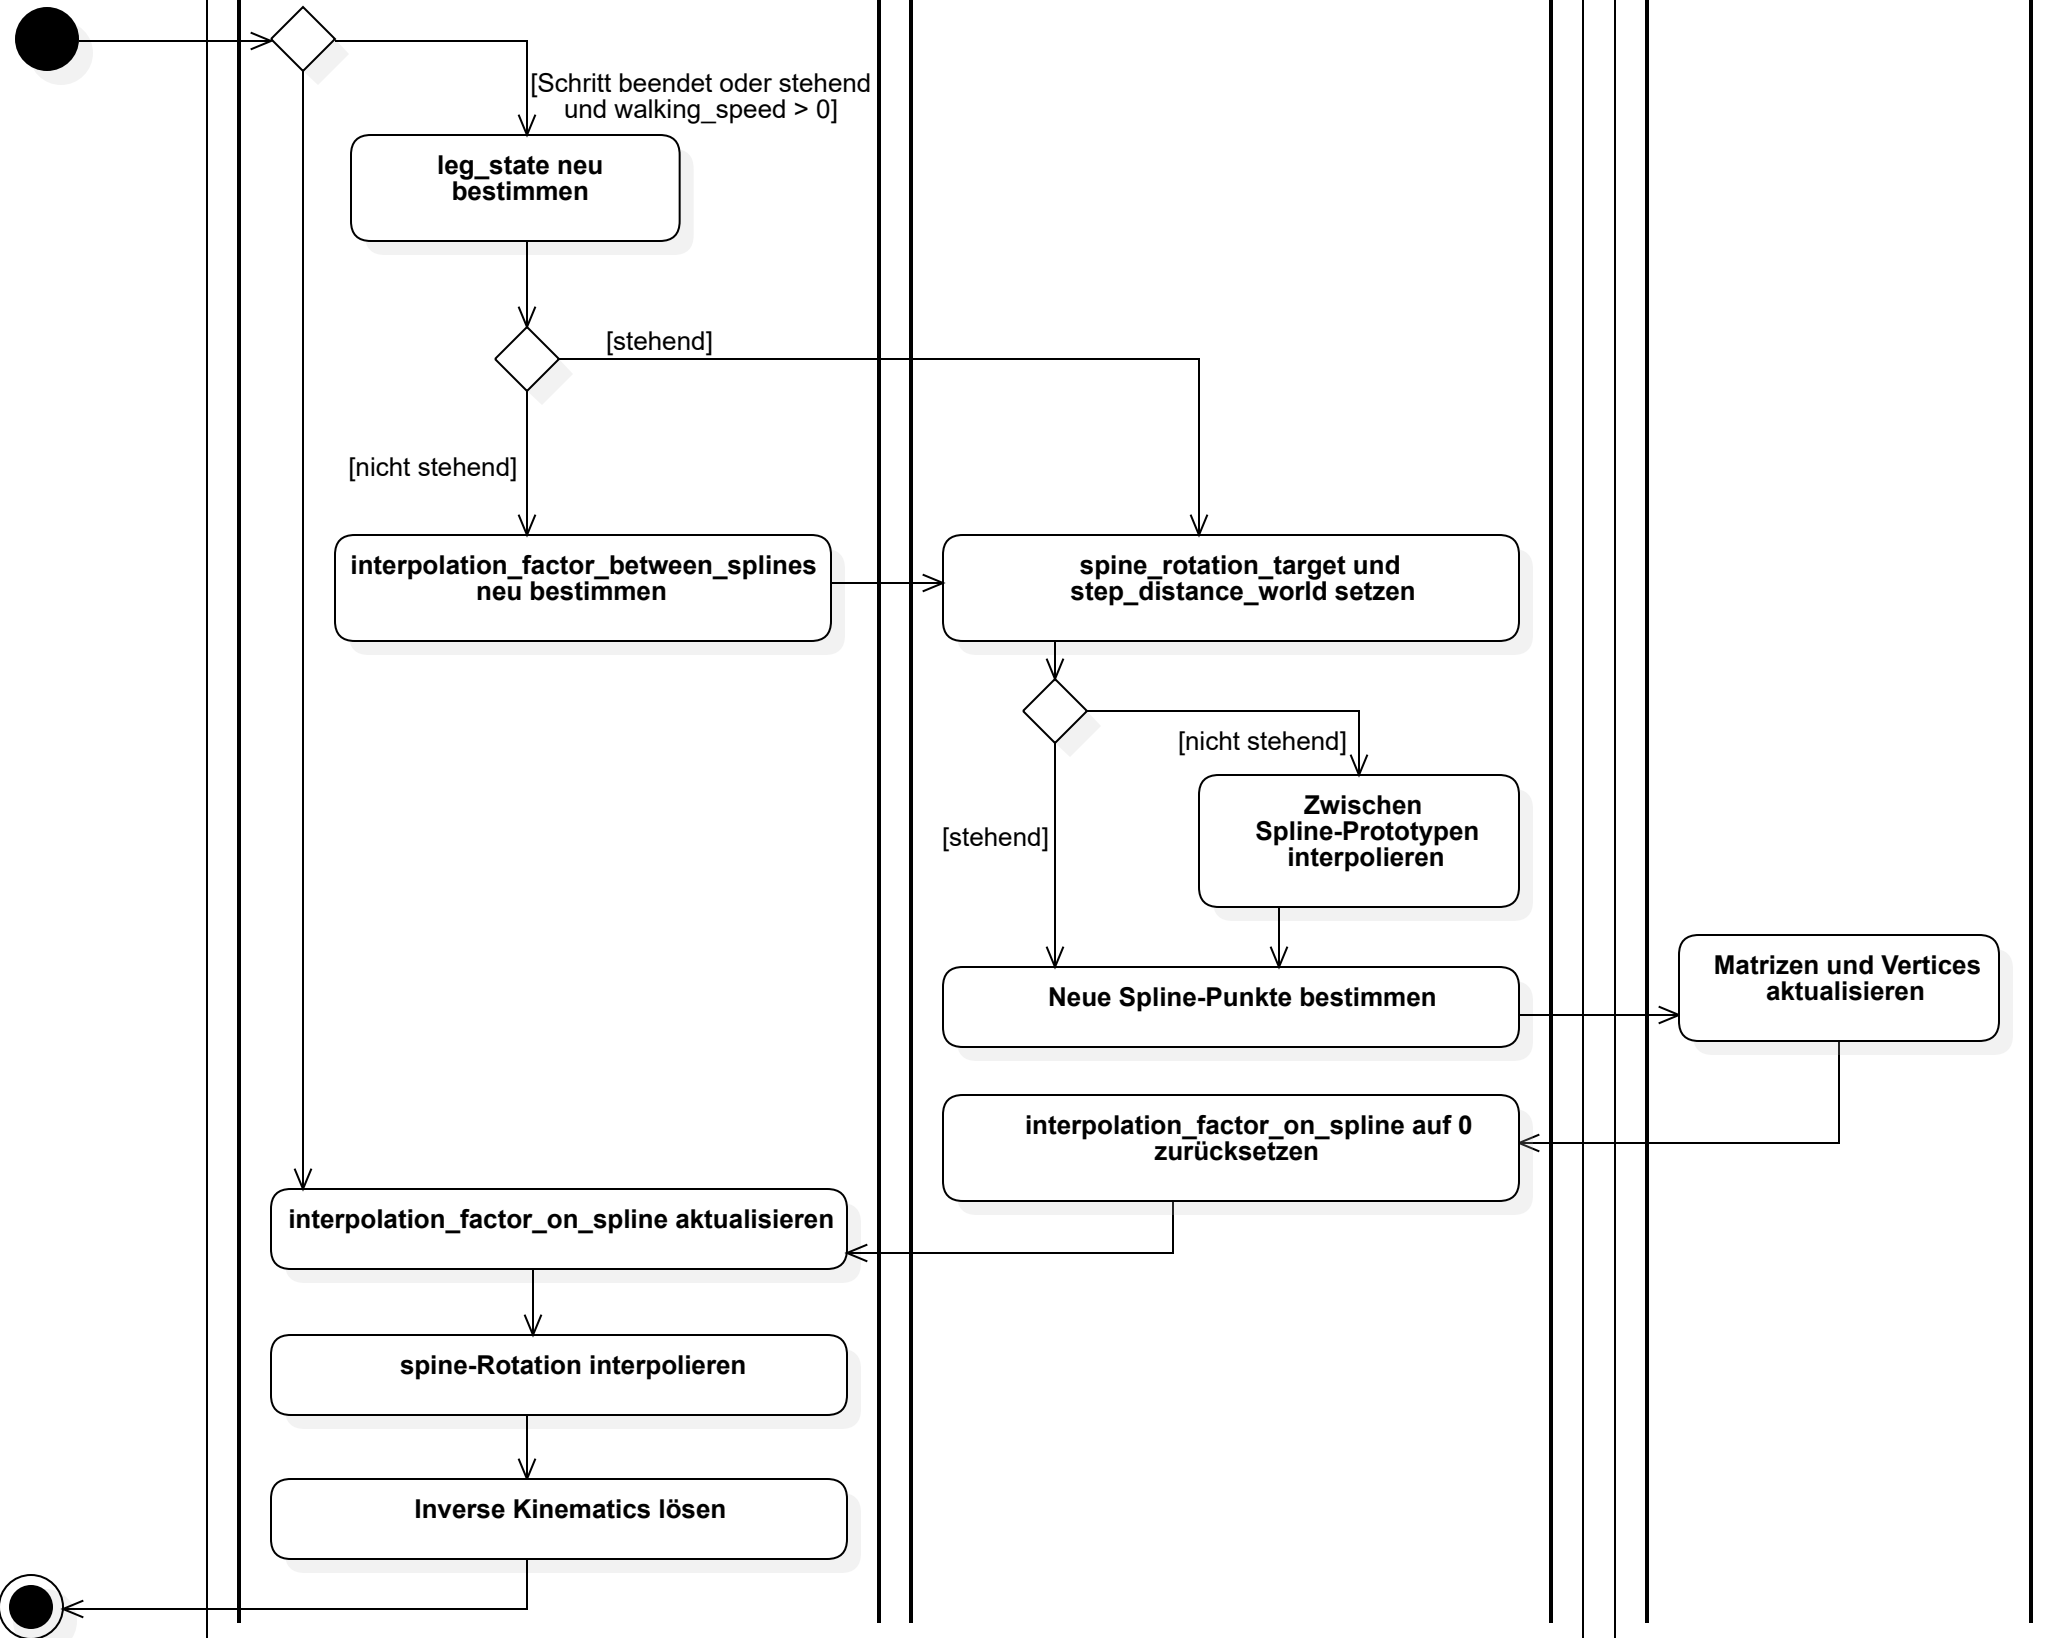 [Schritt beendet oder stehend
und walking_speed > 0]
leg_state neu
bestimmen
[stehend]
[nicht stehend]
interpolation_factor_between_splines
neu bestimmen
spine_rotation_target und
step_distance_world setzen
[nicht stehend]
Zwischen
Spline-Prototypen
interpolieren
[stehend]
Neue Spline-Punkte bestimmen
Matrizen und Vertices
aktualisieren
interpolation_factor_on_spline auf 0
zurücksetzen
interpolation_factor_on_spline aktualisieren
spine-Rotation interpolieren
Inverse Kinematics lösen